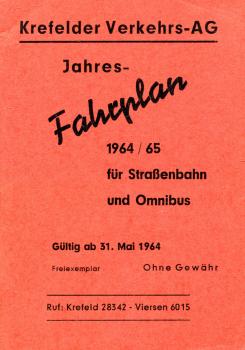 Krefelder Verkehrs-AG
Jahres-
Fahrplan
1964/65
für Straßenbahn
und Omnibus
Gültig ab 31. Mai 1964
Freiexemplar Ohne Gewähr
Ruf: Krefeld 28342 - Viersen 6015